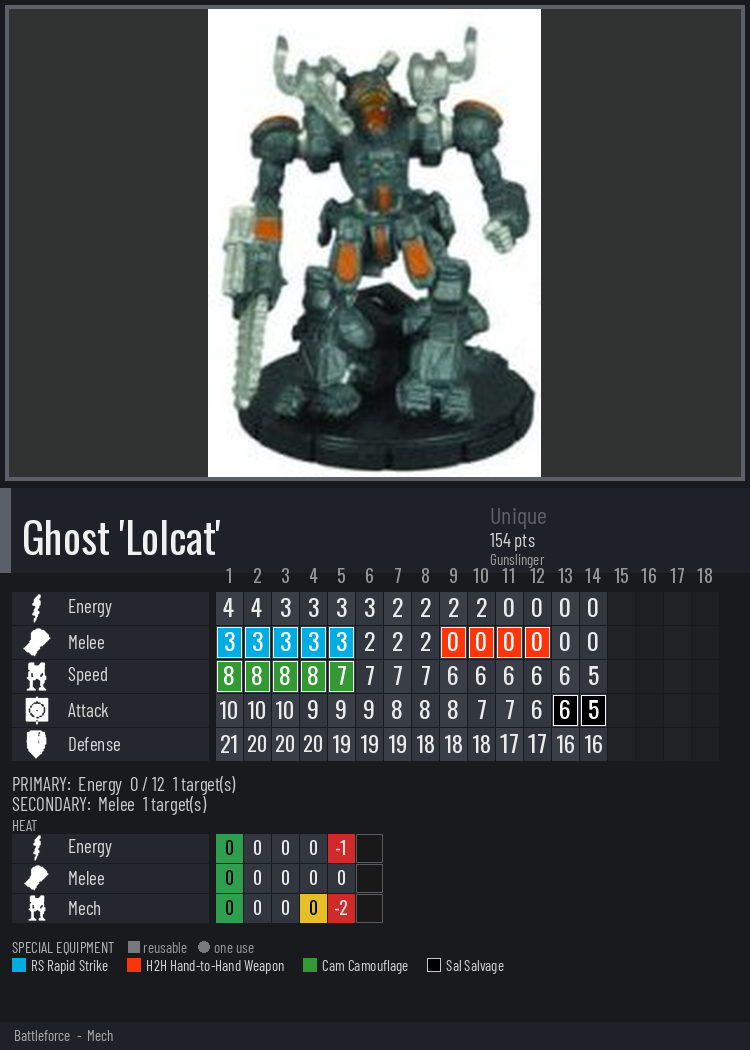 Ghost 'Lolcat'
Unique
154 pts
Gunslinger
1 2 3 4 5 6 7 8 9 10 11 12 13 14 15 16 17 18
Energy 4 4 3 3 3 3 2 2 2 2 0 0 0 0
Melee 3 3 3 3 3 2 2 2 0 0 0 0 0 0
Speed 8 8 8 8 7 7 7 7 6 6 6 6 6 5
Attack 10 10 10 9 9 9 8 8 8 7 7 6 6 5
Defense 21 20 20 20 19 19 19 18 18 18 17 17 16 16
PRIMARY: Energy 0 / 12 1 target(s)
SECONDARY: Melee 1 target(s)
HEAT
Energy 0 0 0 0 -1
Melee 0 0 0 0 0
Mech 0 0 0 0 -2
SPECIAL EQUIPMENT reusable one use
RS Rapid Strike H2H Hand-to-Hand Weapon Cam Camouflage Sal Salvage
Battleforce - Mech